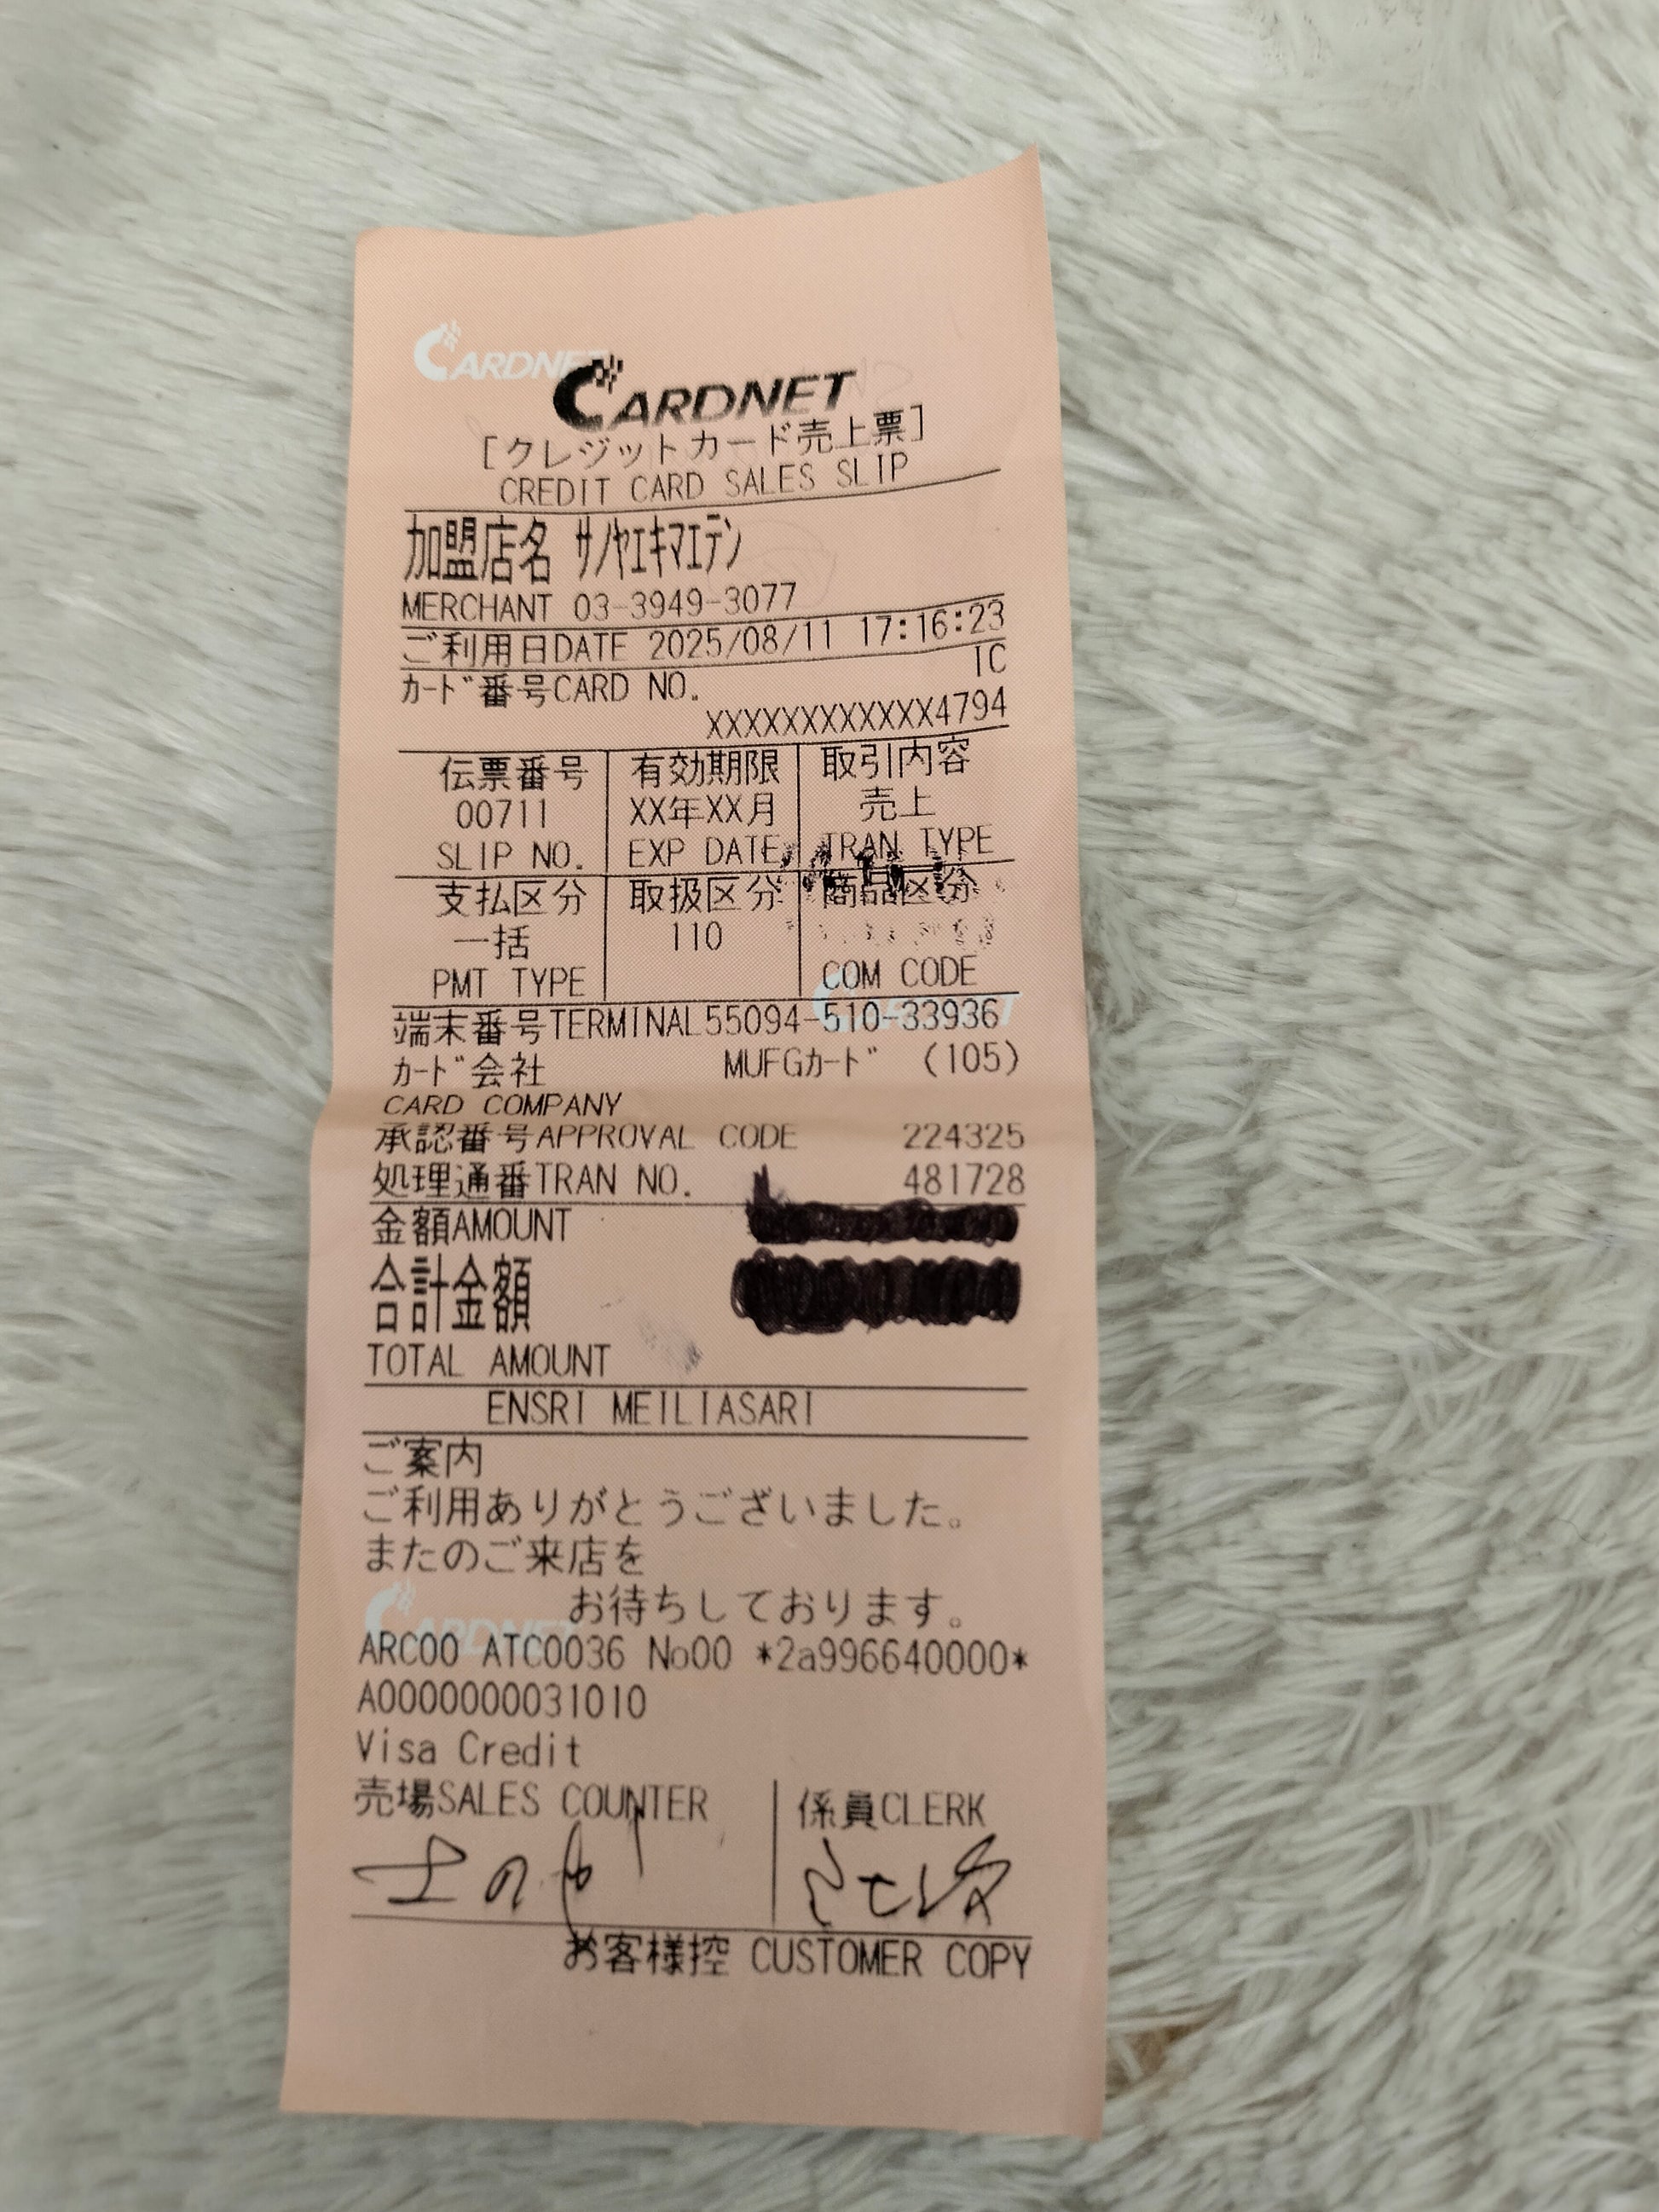 CARDNET
CARDNET
[クレジットカード売上票]
CREDIT CARD SALES SLIP
加盟店名 サノヤエキマエテン
MERCHANT 03-3949-3077
ご利用日DATE 2025/08/11 17:16:23
IC
カード番号CARD NO.
XXXXXXXXXXXX4794
伝票番号 有効期限 取引内容
00711 XX年XX月 売上
SLIP NO. EXP DATE TRAN TYPE
支払区分 取扱区分 商品区分
一括 110
PMT TYPE COM CODE
端末番号TERMINAL55094-510-33936
カード会社 MUFGカード (105)
CARD COMPANY
承認番号APPROVAL CODE 224325
処理通番TRAN NO. 481728
金額AMOUNT
合計金額
TOTAL AMOUNT
ENSRI MEILIASARI
ご案内
ご利用ありがとうございました。
またのご来店を
お待ちしております。
CARDNET
ARC00 ATC0036 No00 *2a996640000*
A0000000031010
Visa Credit
売場SALES COUNTER 係員CLERK
お客様控 CUSTOMER COPY